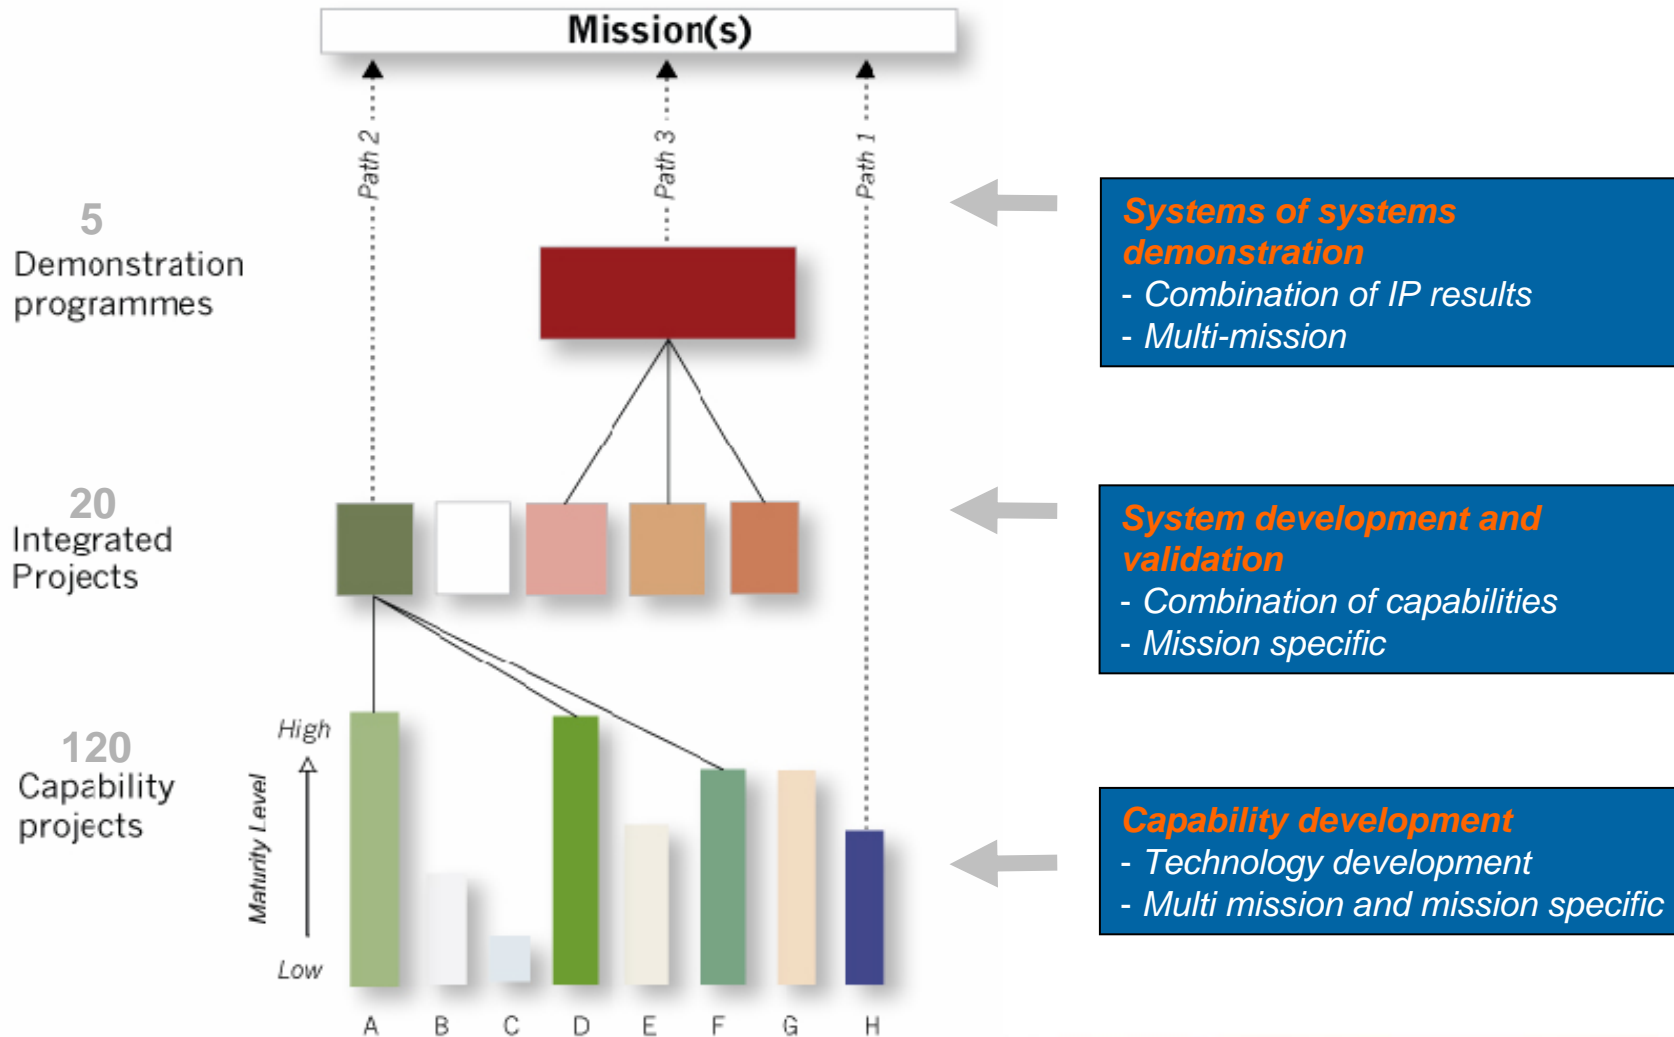 Mission(s)
Path 2
Path 3
Path 1
5
Demonstration
programmes
Systems of systems
demonstration
- Combination of IP results
- Multi-mission
20
Integrated
Projects
System development and
validation
- Combination of capabilities
- Mission specific
120
Capability
projects
High
Maturity Level
Low
Capability development
- Technology development
- Multi mission and mission specific
A B C D E F G H